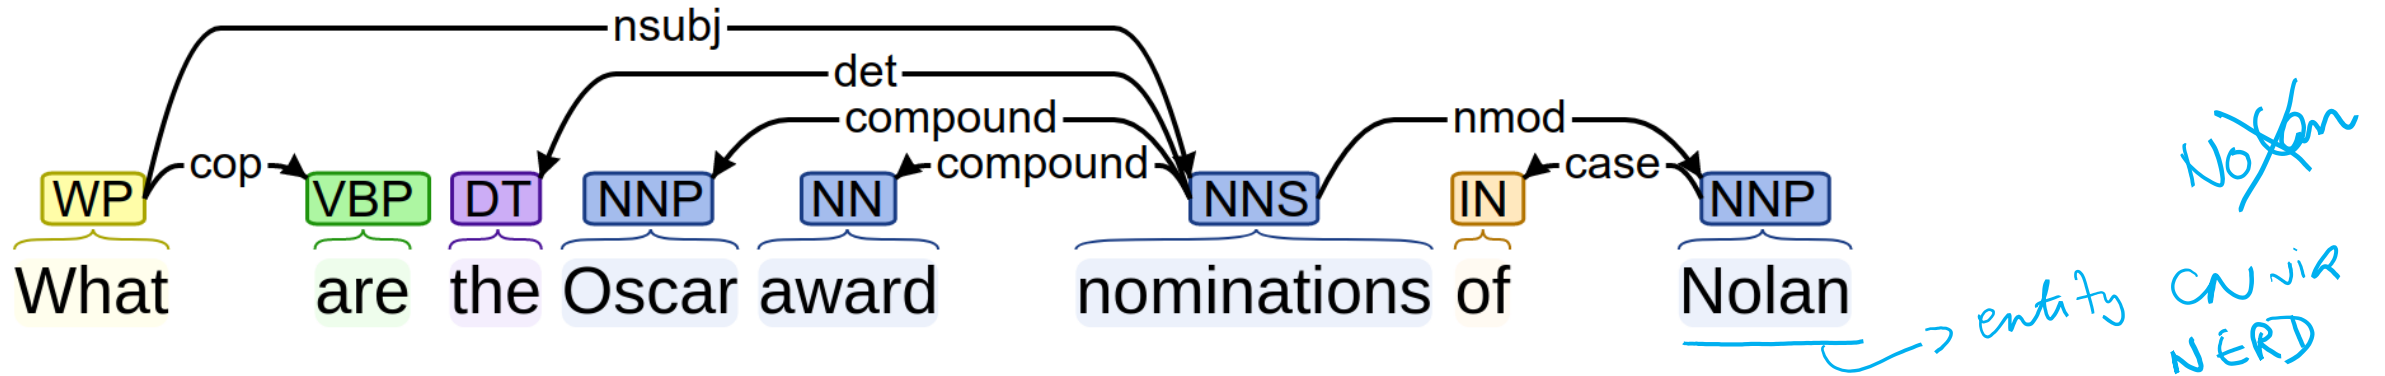 nsubj
det
compound nmod
cop compound case
WP VBP DT NNP NN NNS IN NNP
What are the Oscar award nominations of Nolan
entity CN via
NERD